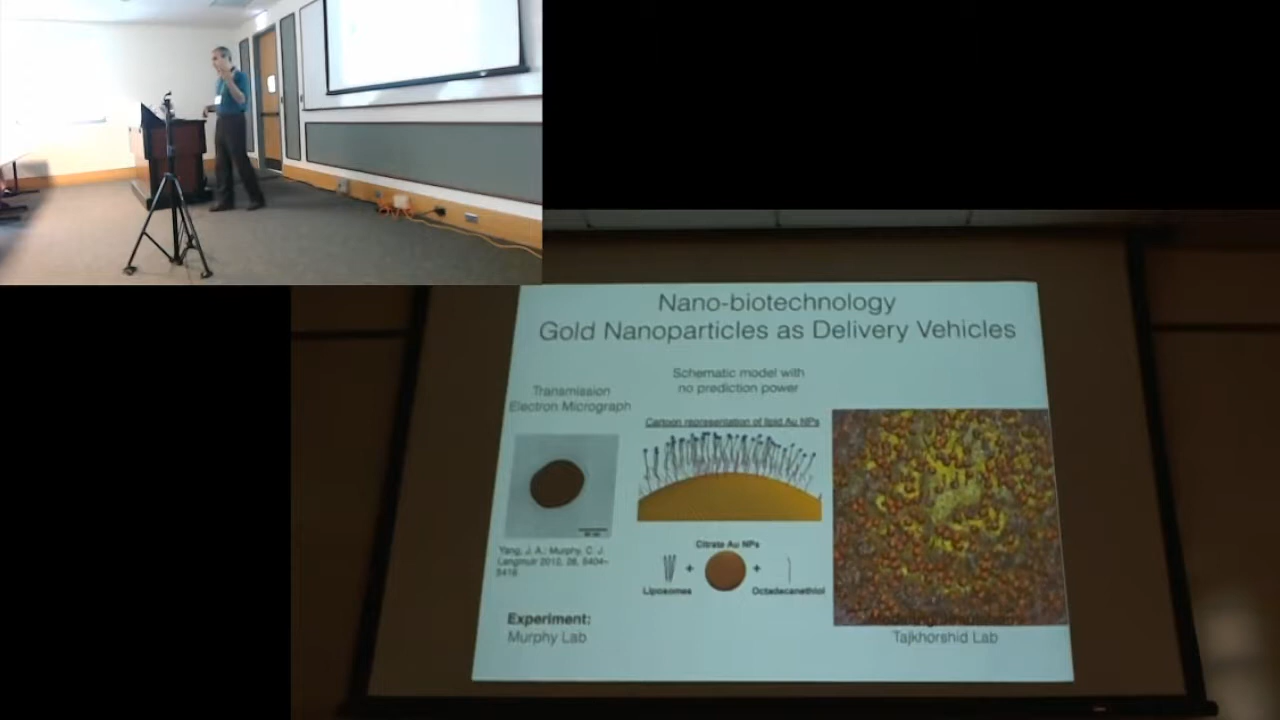 Nano-biotechnology
Gold Nanoparticles as Delivery Vehicles
Schematic model with
no prediction power
Transmission
Electron Micrograph
Cartoon representation of lipid Au NPs
Yang, J. A.; Murphy, C. J.
Langmuir 2012, 28, 5404–
5416
Citrate Au NPs
+
+
Liposomes
Octadecanethiol
Experiment:
Murphy Lab
Tajkhorshid Lab